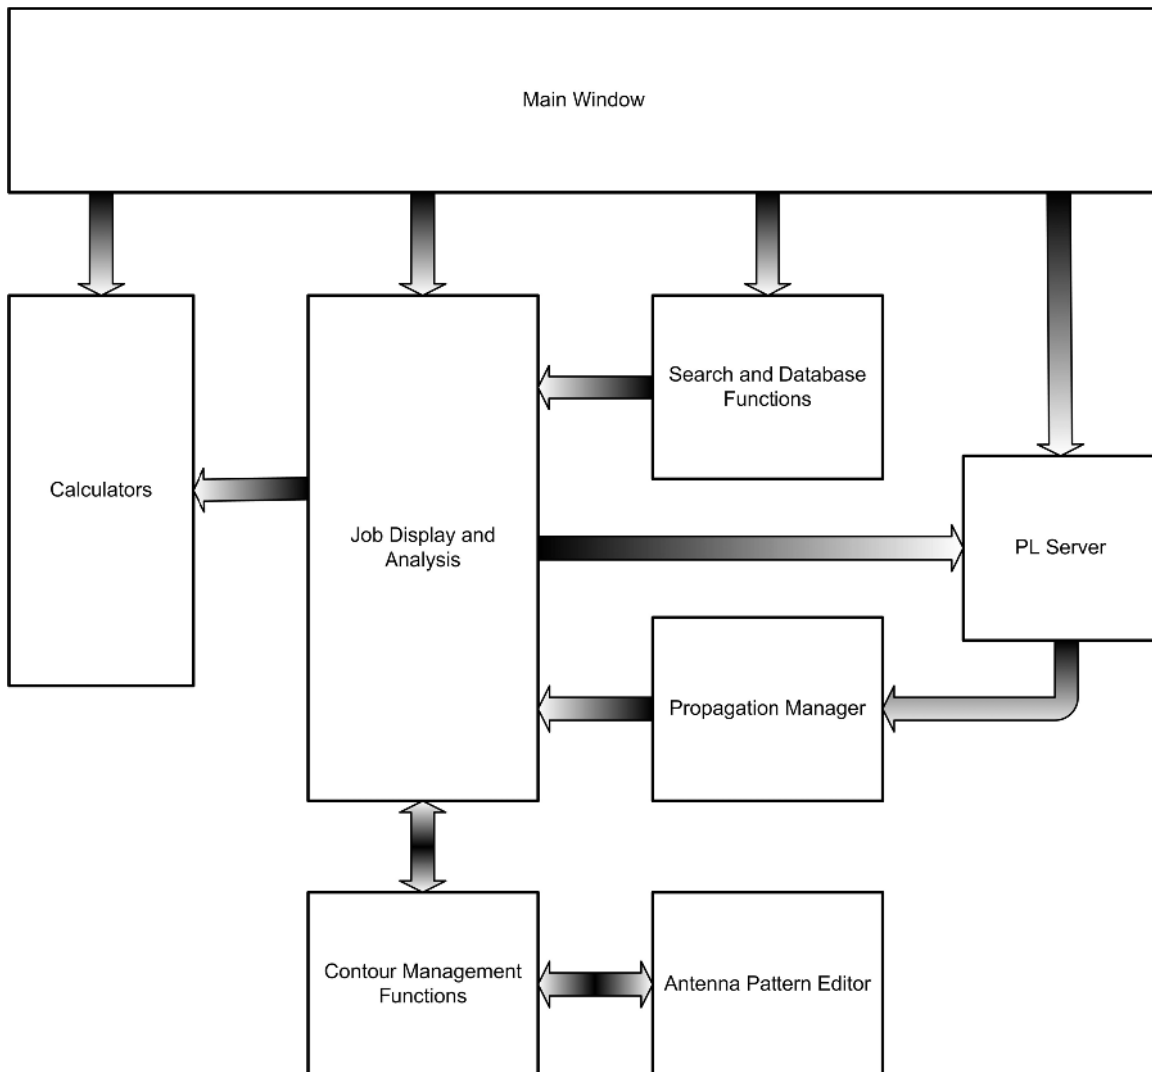 Main Window
Search and Database
Functions
Calculators
Job Display and
Analysis
PL Server
Propagation Manager
Contour Management
Functions
Antenna Pattern Editor